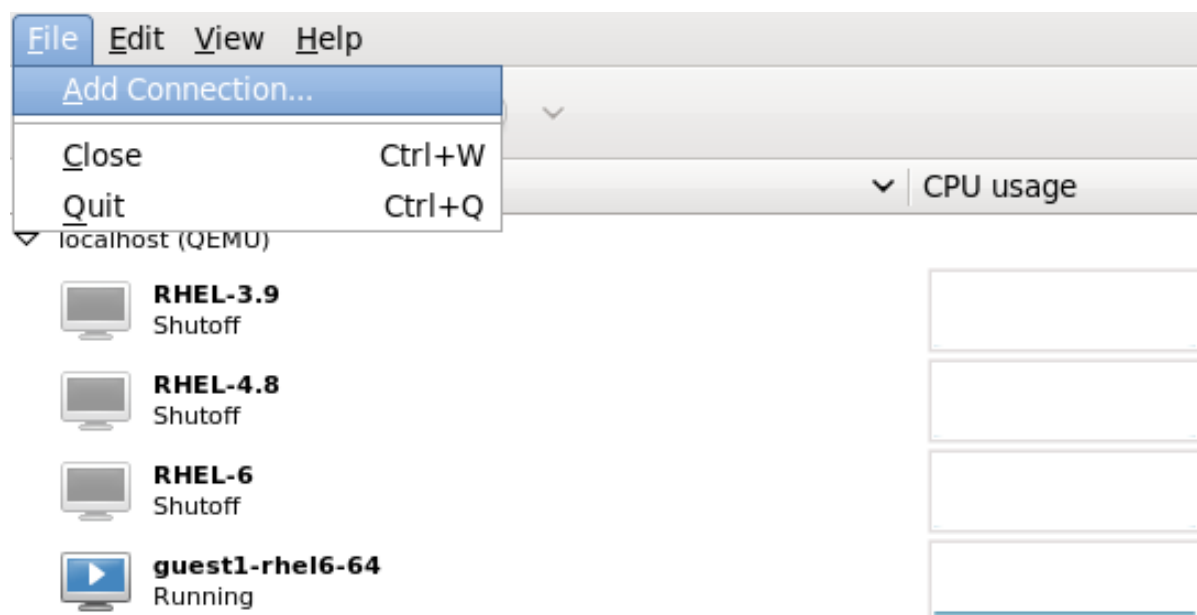 File Edit View Help
Add Connection...
Close Ctrl+W
Quit Ctrl+Q
CPU usage
localhost (QEMU)
RHEL-3.9
Shutoff
RHEL-4.8
Shutoff
RHEL-6
Shutoff
guest1-rhel6-64
Running